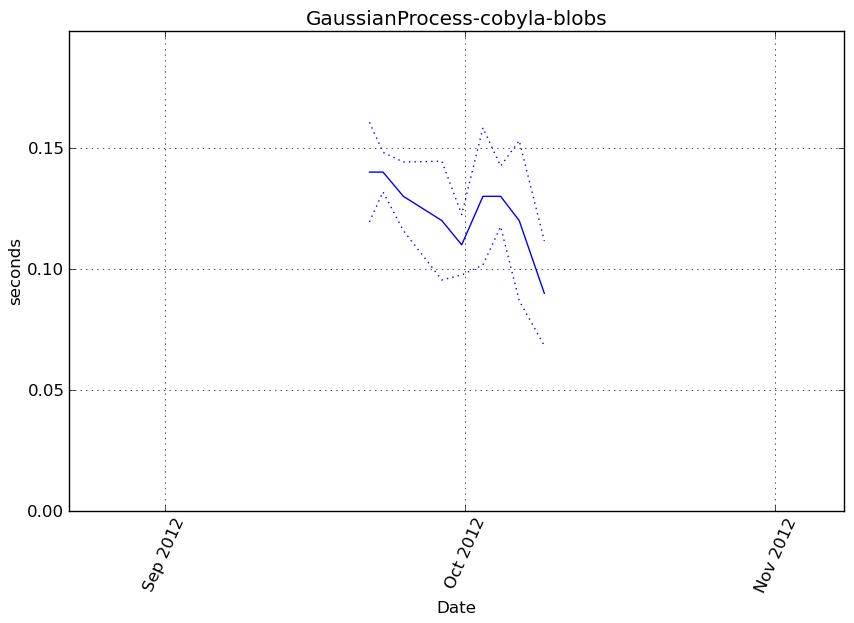 GaussianProcess-cobyla-blobs
0.15
0.10
0.05
0.00
seconds
Sep 2012
Oct 2012
Nov 2012
Date